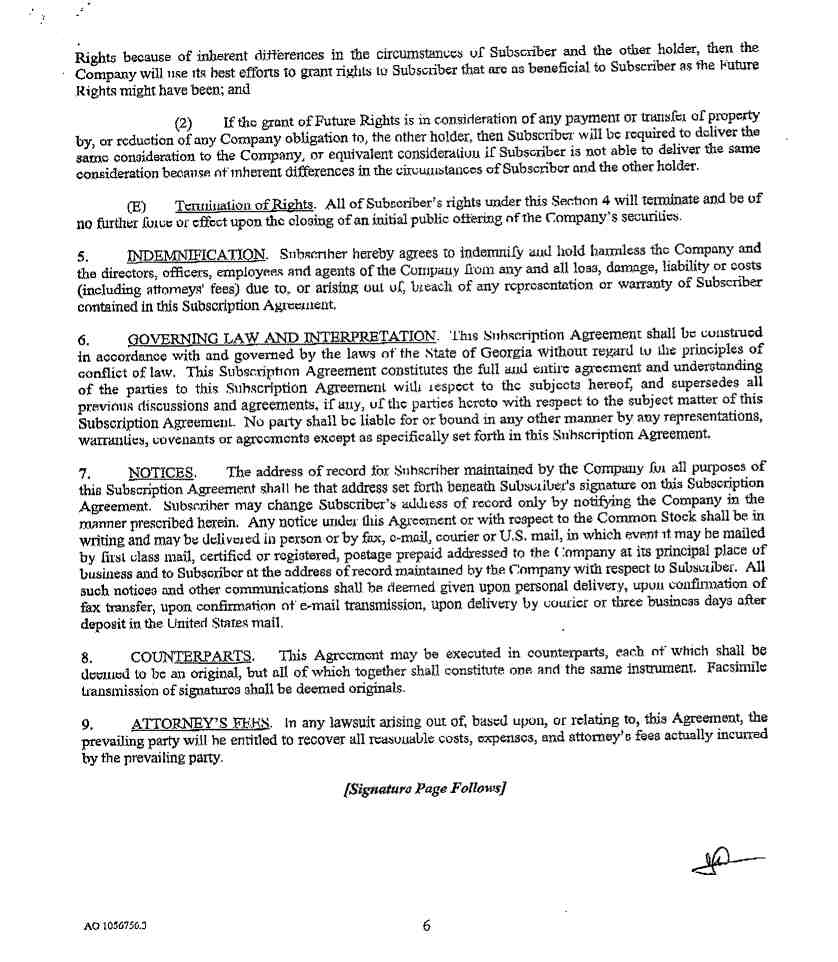 Rights because of inherent differences in the circumstances of Subscriber and the other holder, then the
Company will use its best efforts to grant rights to Subscriber that are as beneficial to Subscriber as the Future
Rights might have been; and
(2) If the grant of Future Rights is in consideration of any payment or transfer of property
by, or reduction of any Company obligation to, the other holder, then Subscriber will be required to deliver the
same consideration to the Company, or equivalent consideration if Subscriber is not able to deliver the same
consideration because of inherent differences in the circumstances of Subscriber and the other holder.
(E) Termination of Rights. All of Subscriber's rights under this Section 4 will terminate and be of
no further force or effect upon the closing of an initial public offering of the Company's securities.
5. INDEMNIFICATION. Subscriber hereby agrees to indemnify and hold harmless the Company and
the directors, officers, employees and agents of the Company from any and all loss, damage, liability or costs
(including attorneys' fees) due to, or arising out of, breach of any representation or warranty of Subscriber
contained in this Subscription Agreement.
6. GOVERNING LAW AND INTERPRETATION. This Subscription Agreement shall be construed
in accordance with and governed by the laws of the State of Georgia without regard to the principles of
conflict of law. This Subscription Agreement constitutes the full and entire agreement and understanding
of the parties to this Subscription Agreement with respect to the subjects hereof, and supersedes all
previous discussions and agreements, if any, of the parties hereto with respect to the subject matter of this
Subscription Agreement. No party shall be liable for or bound in any other manner by any representations,
warranties, covenants or agreements except as specifically set forth in this Subscription Agreement.
7. NOTICES. The address of record for Subscriber maintained by the Company for all purposes of
this Subscription Agreement shall be that address set forth beneath Subscriber's signature on this Subscription
Agreement. Subscriber may change Subscriber's address of record only by notifying the Company in the
manner prescribed herein. Any notice under this Agreement or with respect to the Common Stock shall be in
writing and may be delivered in person or by fax, e-mail, courier or U.S. mail, in which event it may be mailed
by first class mail, certified or registered, postage prepaid addressed to the Company at its principal place of
business and to Subscriber at the address of record maintained by the Company with respect to Subscriber. All
such notices and other communications shall be deemed given upon personal delivery, upon confirmation of
fax transfer, upon confirmation of e-mail transmission, upon delivery by courier or three business days after
deposit in the United States mail.
8. COUNTERPARTS. This Agreement may be executed in counterparts, each of which shall be
deemed to be an original, but all of which together shall constitute one and the same instrument. Facsimile
transmission of signatures shall be deemed originals.
9. ATTORNEY'S FEES. In any lawsuit arising out of, based upon, or relating to, this Agreement, the
prevailing party will be entitled to recover all reasonable costs, expenses, and attorney's fees actually incurred
by the prevailing party.
[Signature Page Follows]
AO 1056756.3
6